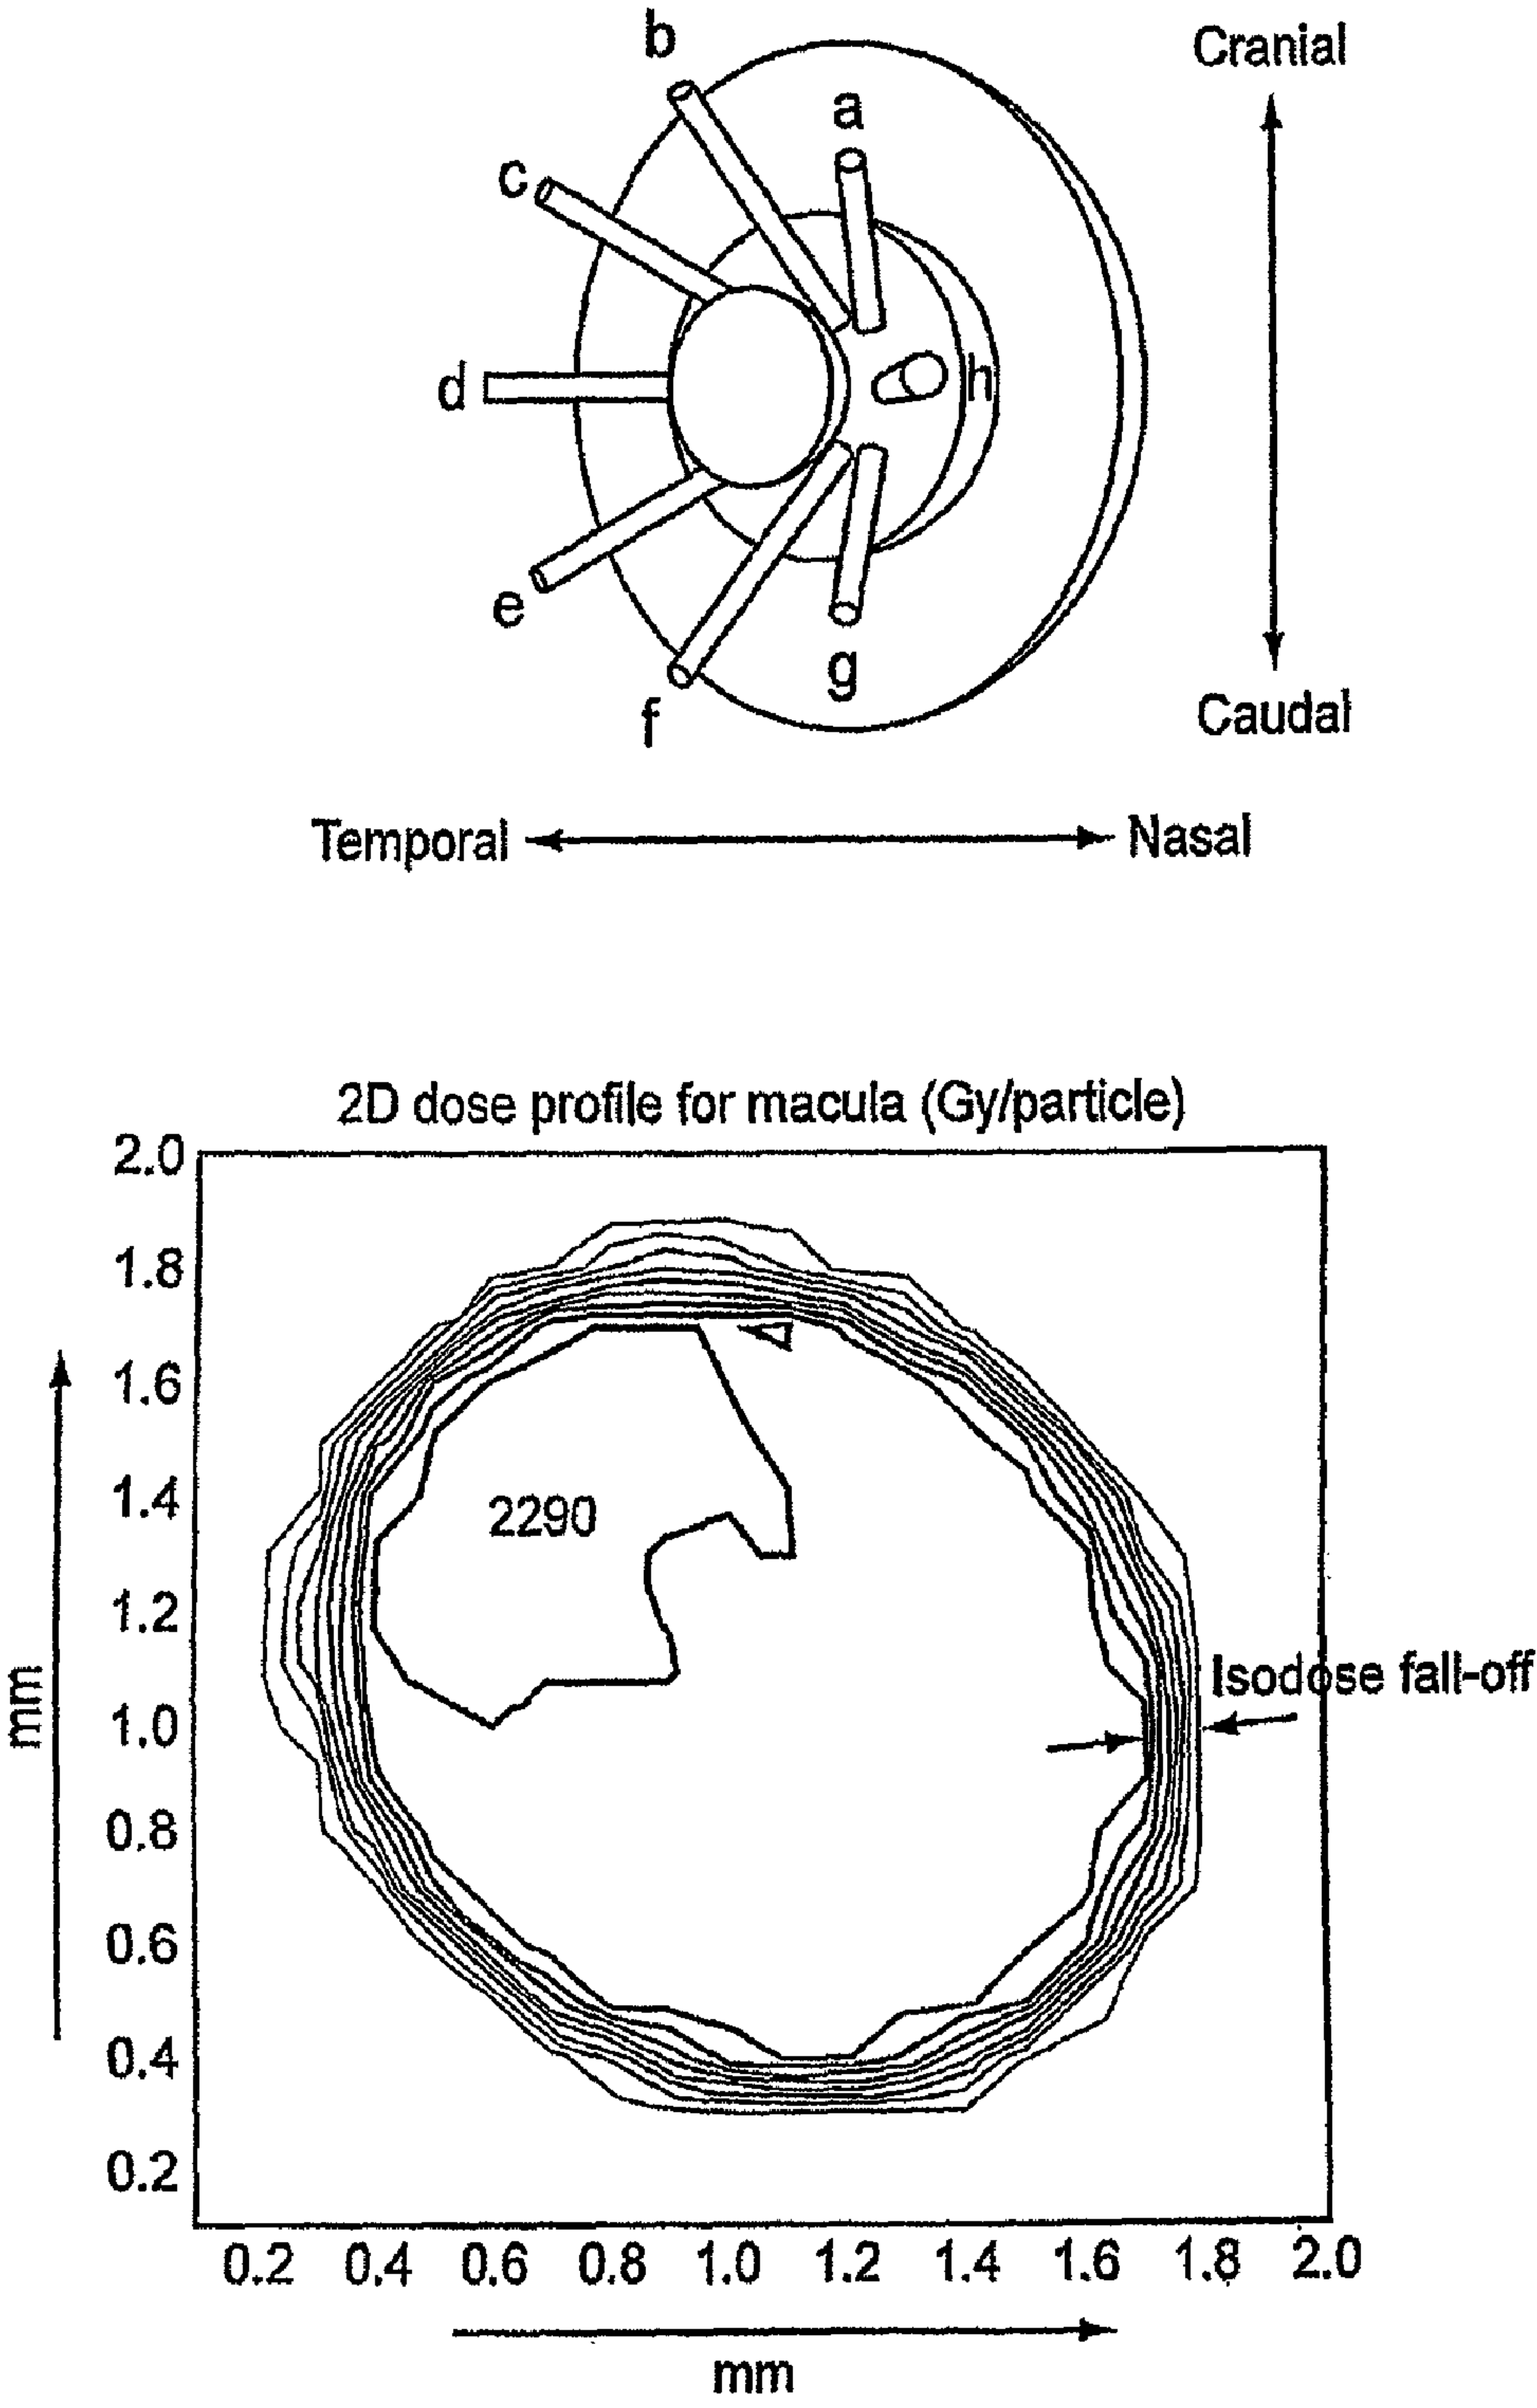 b
Cranial
a
c
d
h
e
g
f
Caudal
Temporal
Nasal
2D dose profile for macula (Gy/particle)
2.0
1.8
1.6
1.4
2290
1.2
Isodose fall-off
mm
1.0
0.8
0.6
0.4
0.2
0.2 0.4 0.6 0.8 1.0 1.2 1.4 1.6 1.8 2.0
mm